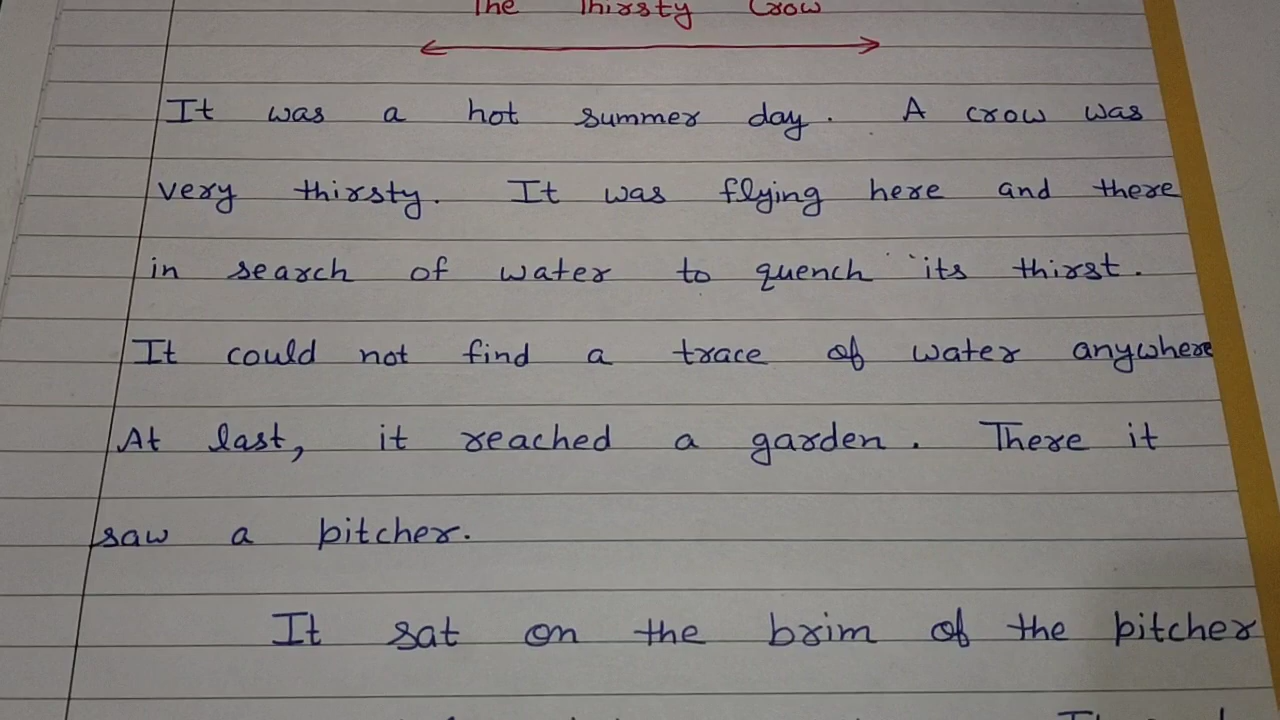 The Thirsty Crow
It was a hot summer day. A crow was
very thirsty. It was flying here and there
in search of water to quench its thirst.
It could not find a trace of water anywhere
At last, it reached a garden. There it
saw a pitcher.
It sat on the brim of the pitcher